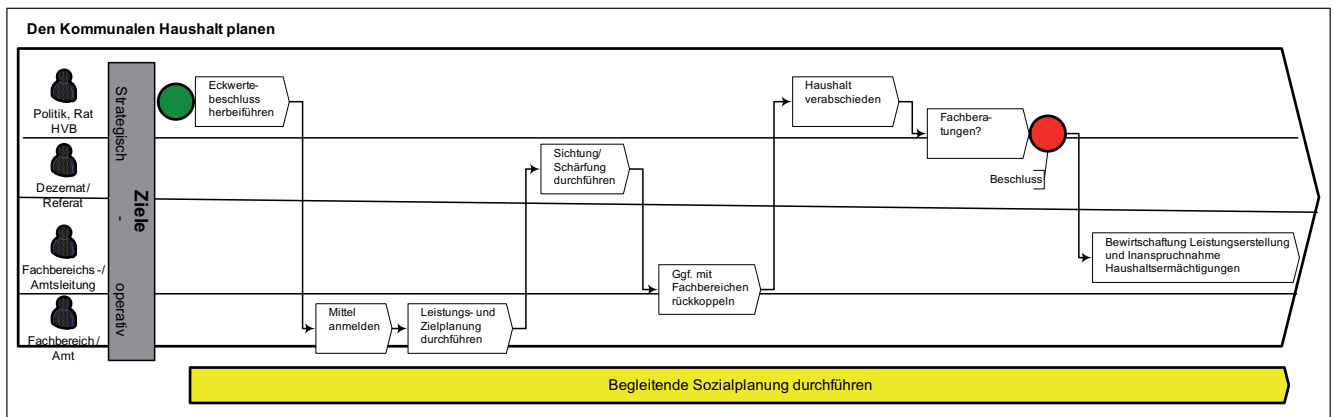 Den Kommunalen Haushalt planen
Politik, Rat
HVB
Dezernat/
Referat
Fachbereichs-/
Amtsleitung
Fachbereich/
Amt
Strategisch - operativ
Ziele
Eckwerte-
beschluss
herbeiführen
Mittel
anmelden
Leistungs- und
Zielplanung
durchführen
Sichtung/
Schärfung
durchführen
Ggf. mit
Fachbereichen
rückkoppeln
Haushalt
verabschieden
Fachbera-
tungen?
Beschluss
Bewirtschaftung Leistungserstellung
und Inanspruchnahme
Haushaltsermächtigungen
Begleitende Sozialplanung durchführen